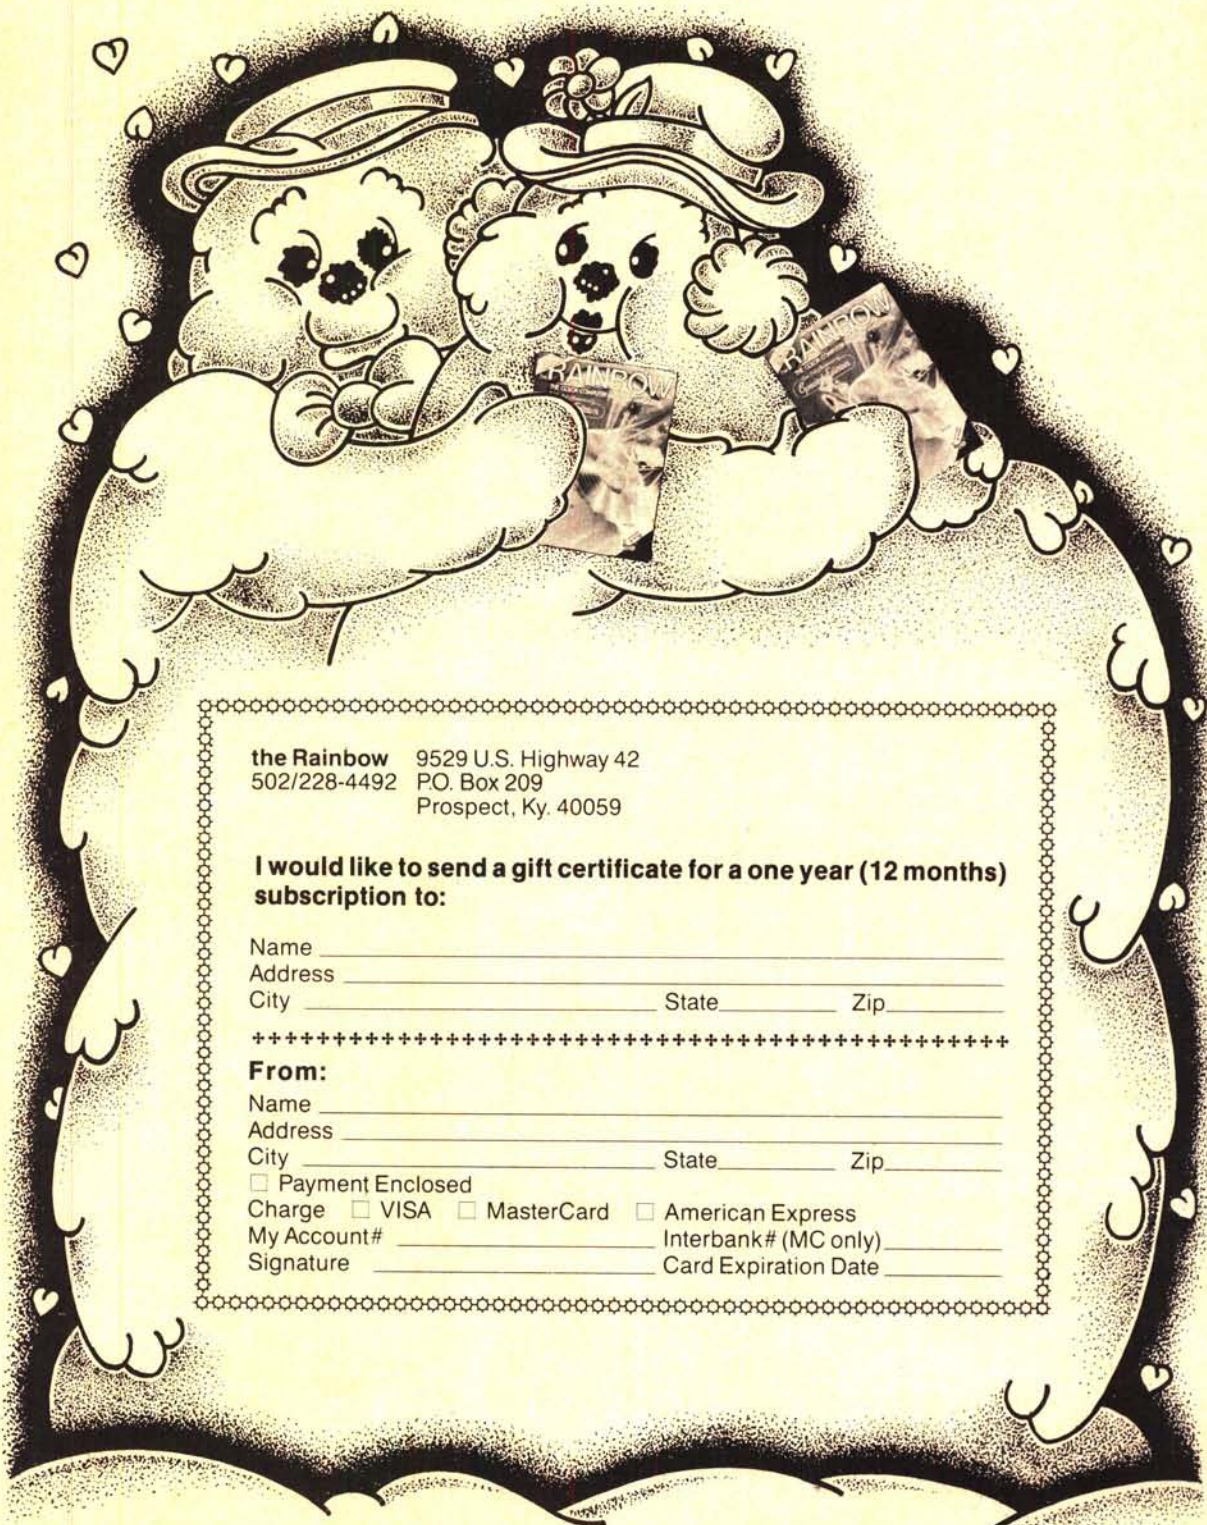 RAINBOW
RAINBOW
the Rainbow 9529 U.S. Highway 42
502/228-4492 P.O. Box 209
Prospect, Ky. 40059
I would like to send a gift certificate for a one year (12 months)
subscription to:
Name
Address
City State Zip
From:
Name
Address
City State Zip
Payment Enclosed
Charge VISA MasterCard American Express
My Account# Interbank# (MC only)
Signature Card Expiration Date